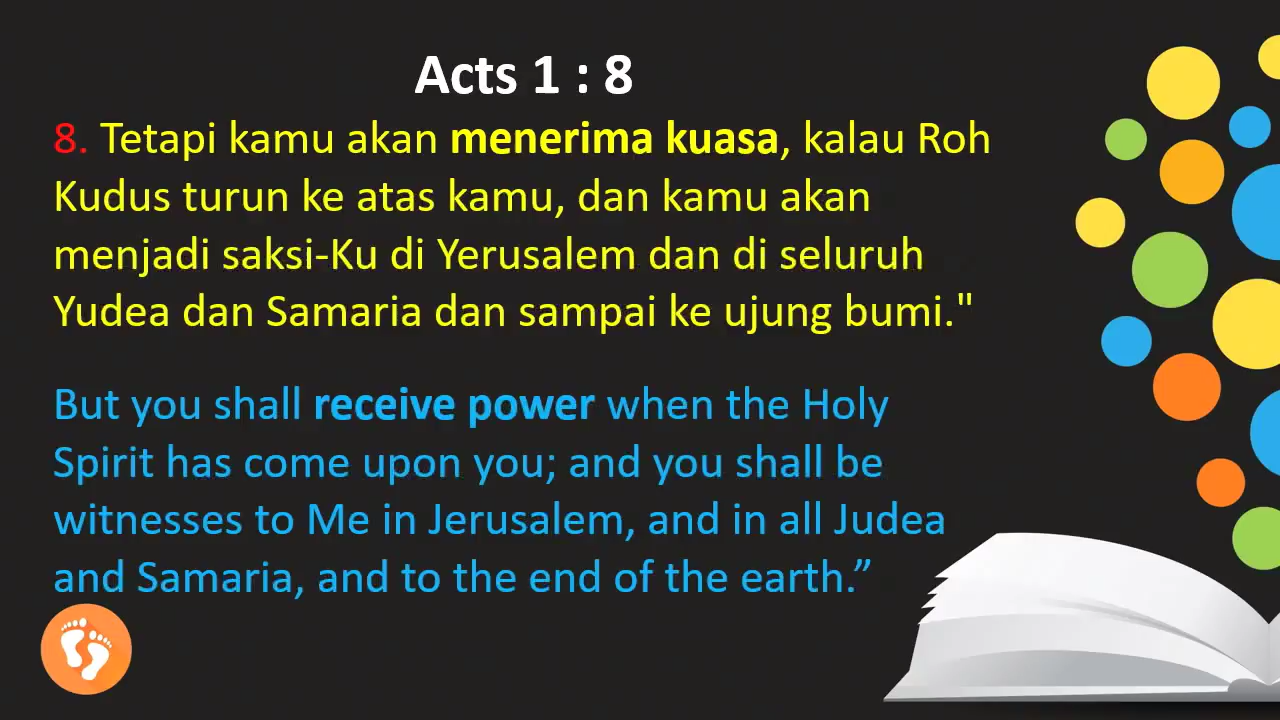 Acts 1 : 8
8. Tetapi kamu akan menerima kuasa, kalau Roh
Kudus turun ke atas kamu, dan kamu akan
menjadi saksi-Ku di Yerusalem dan di seluruh
Yudea dan Samaria dan sampai ke ujung bumi."
But you shall receive power when the Holy
Spirit has come upon you; and you shall be
witnesses to Me in Jerusalem, and in all Judea
and Samaria, and to the end of the earth.”